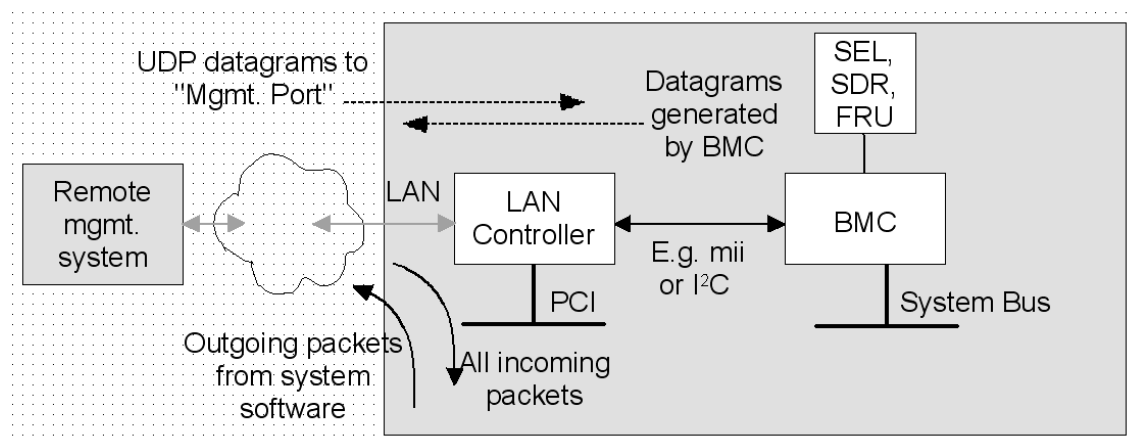 UDP datagrams to
"Mgmt. Port"
Datagrams
generated
by BMC
SEL,
SDR,
FRU
Remote
mgmt.
system
LAN
LAN
Controller
E.g. mii
or I²C
BMC
PCI
System Bus
Outgoing packets
from system
software
All incoming
packets